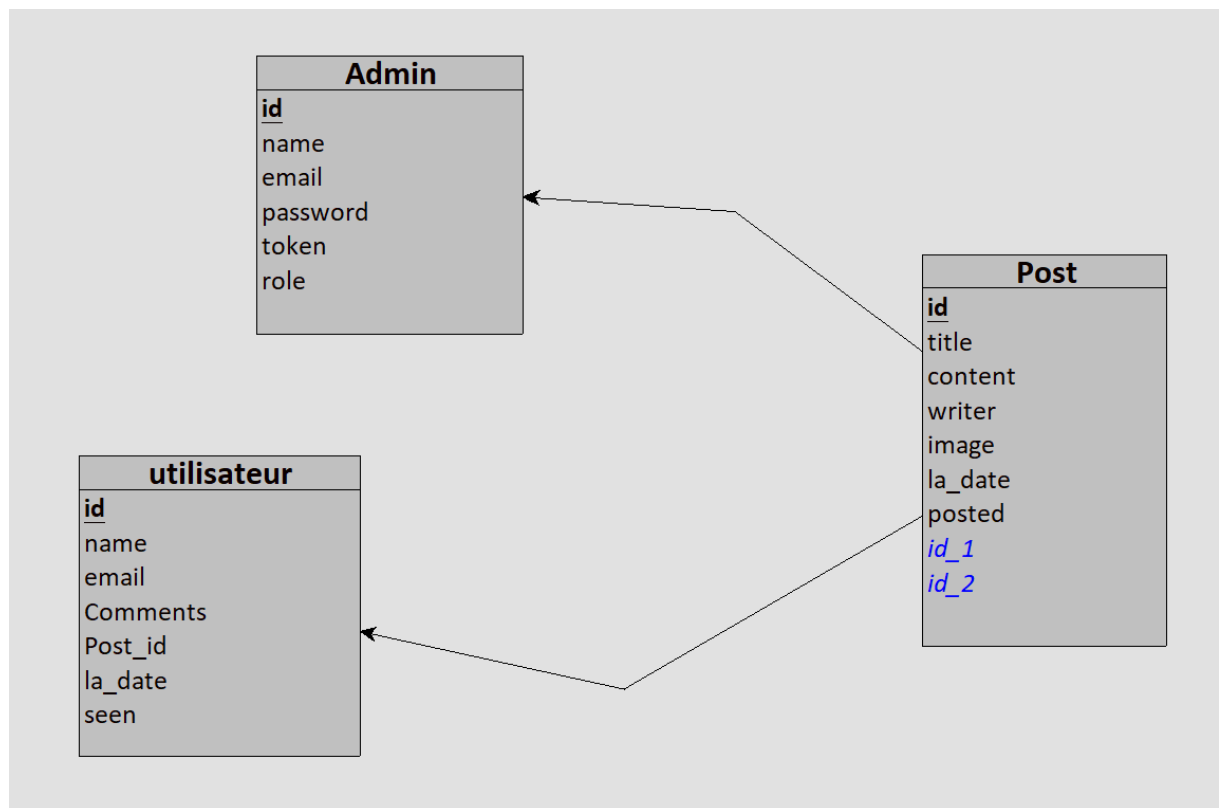 Admin
id
name
email
password
token
role
Post
id
title
content
writer
image
la_date
posted
id_1
id_2
utilisateur
id
name
email
Comments
Post_id
la_date
seen